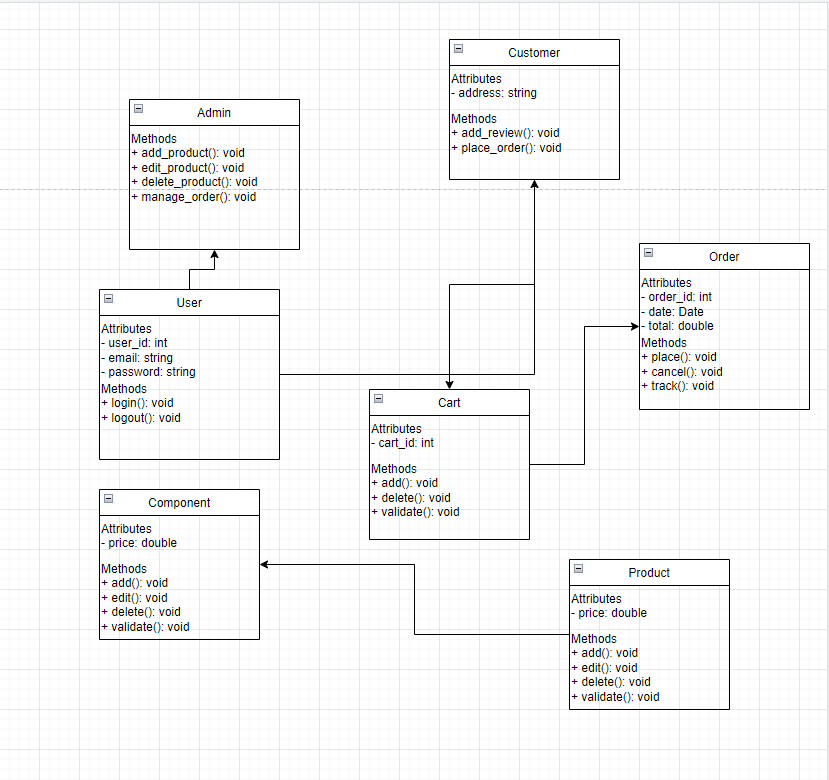 Customer
Attributes
- address: string
Methods
+ add_review(): void
+ place_order(): void
Admin
Methods
+ add_product(): void
+ edit_product(): void
+ delete_product(): void
+ manage_order(): void
Order
Attributes
- order_id: int
- date: Date
- total: double
Methods
+ place(): void
+ cancel(): void
+ track(): void
User
Attributes
- user_id: int
- email: string
- password: string
Methods
+ login(): void
+ logout(): void
Cart
Attributes
- cart_id: int
Methods
+ add(): void
+ delete(): void
+ validate(): void
Component
Attributes
- price: double
Methods
+ add(): void
+ edit(): void
+ delete(): void
+ validate(): void
Product
Attributes
- price: double
Methods
+ add(): void
+ edit(): void
+ delete(): void
+ validate(): void